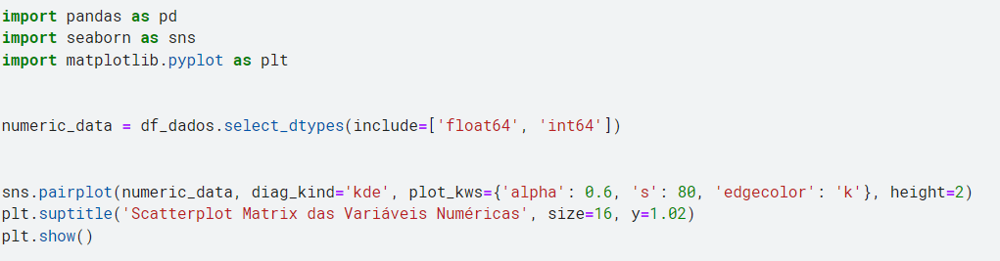 import pandas as pd
import seaborn as sns
import matplotlib.pyplot as plt
numeric_data = df_dados.select_dtypes(include=['float64', 'int64'])
sns.pairplot(numeric_data, diag_kind='kde', plot_kws={'alpha': 0.6, 's': 80, 'edgecolor': 'k'}, height=2)
plt.suptitle('Scatterplot Matrix das Variáveis Numéricas', size=16, y=1.02)
plt.show()